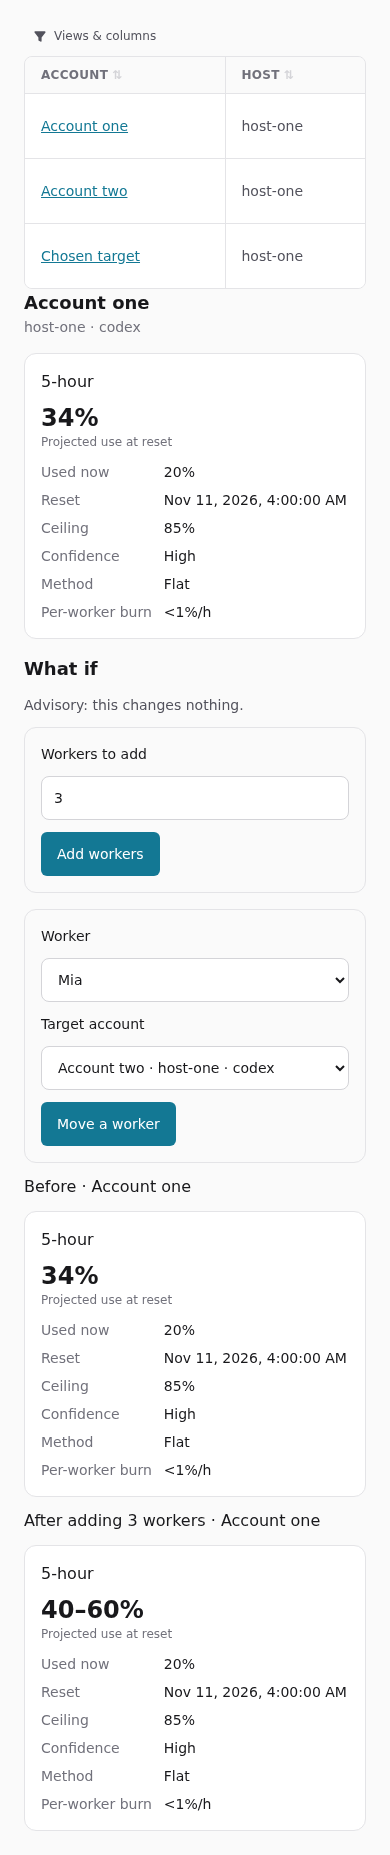 Views & columns
ACCOUNT ⇅ HOST ⇅
Account one host-one
Account two host-one
Chosen target host-one
Account one
host-one · codex
5-hour
34%
Projected use at reset
Used now 20%
Reset Nov 11, 2026, 4:00:00 AM
Ceiling 85%
Confidence High
Method Flat
Per-worker burn <1%/h
What if
Advisory: this changes nothing.
Workers to add
3
Add workers
Worker
Mia
Target account
Account two · host-one · codex
Move a worker
Before · Account one
5-hour
34%
Projected use at reset
Used now 20%
Reset Nov 11, 2026, 4:00:00 AM
Ceiling 85%
Confidence High
Method Flat
Per-worker burn <1%/h
After adding 3 workers · Account one
5-hour
40–60%
Projected use at reset
Used now 20%
Reset Nov 11, 2026, 4:00:00 AM
Ceiling 85%
Confidence High
Method Flat
Per-worker burn <1%/h